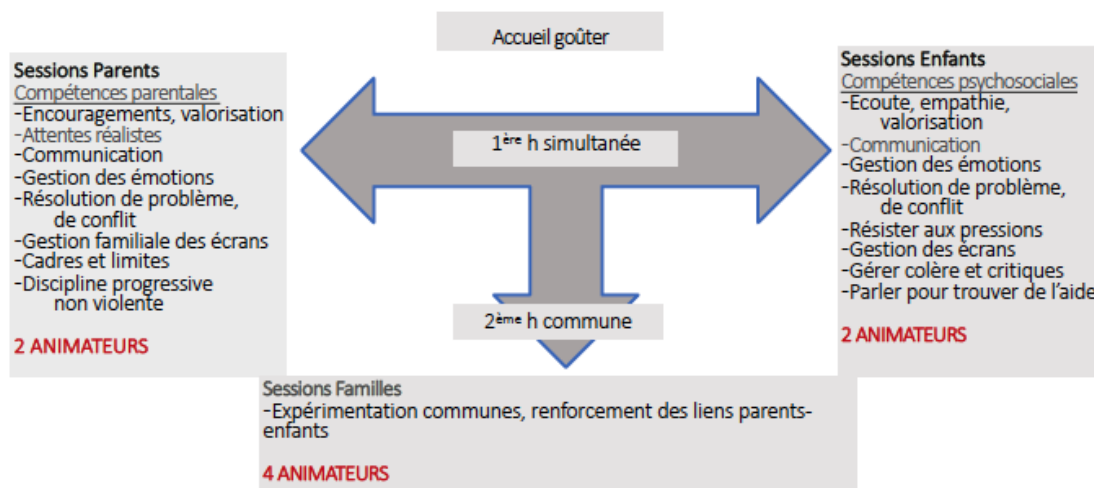 Accueil goûter
Sessions Parents
Compétences parentales
-Encouragements, valorisation
-Attentes réalistes
-Communication
-Gestion des émotions
-Résolution de problème,
de conflit
-Gestion familiale des écrans
-Cadres et limites
-Discipline progressive
non violente
2 ANIMATEURS
1ère h simultanée
2ème h commune
Sessions Enfants
Compétences psychosociales
-Ecoute, empathie,
valorisation
-Communication
-Gestion des émotions
-Résolution de problème,
de conflit
-Résister aux pressions
-Gestion des écrans
-Gérer colère et critiques
-Parler pour trouver de l'aide
2 ANIMATEURS
Sessions Familles
-Expérimentation communes, renforcement des liens parents-
enfants
4 ANIMATEURS